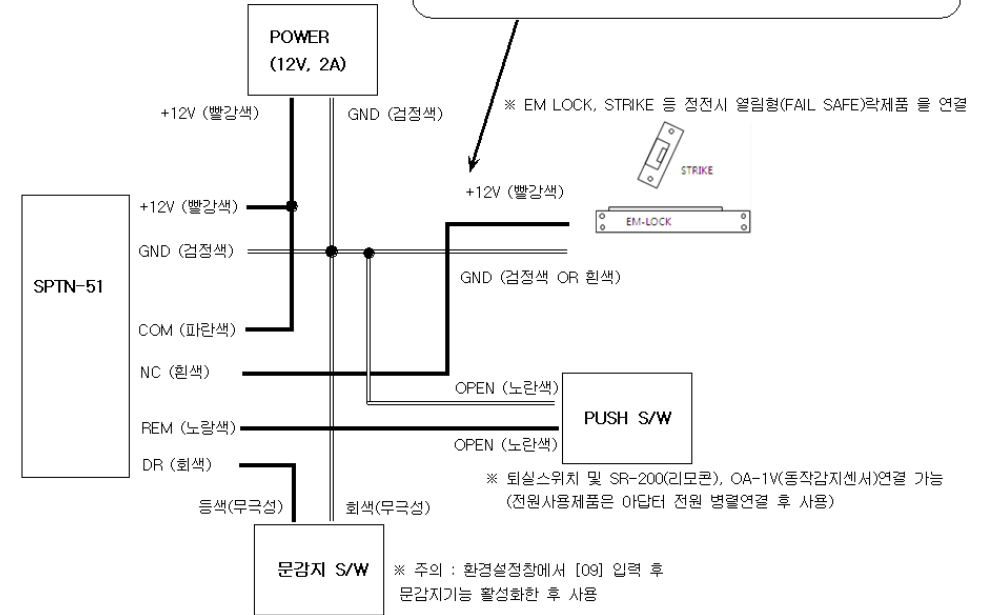 POWER
(12V, 2A)
+12V (빨강색)
GND (검정색)
※ EM LOCK, STRIKE 등 정전시 열림형(FAIL SAFE)락제품 을 연결
STRIKE
+12V (빨강색)
EM-LOCK
+12V (빨강색)
GND (검정색)
GND (검정색 OR 흰색)
SPTN-51
COM (파란색)
NC (흰색)
OPEN (노란색)
PUSH S/W
REM (노랑색)
OPEN (노란색)
DR (회색)
※ 퇴실스위치 및 SR-200(리모콘), OA-1V(동작감지센서)연결 가능
(전원사용제품은 아답터 전원 병렬연결 후 사용)
등색(무극성)
회색(무극성)
문감지 S/W
※ 주의 : 환경설정창에서 [09] 입력 후
문감지기능 활성화한 후 사용